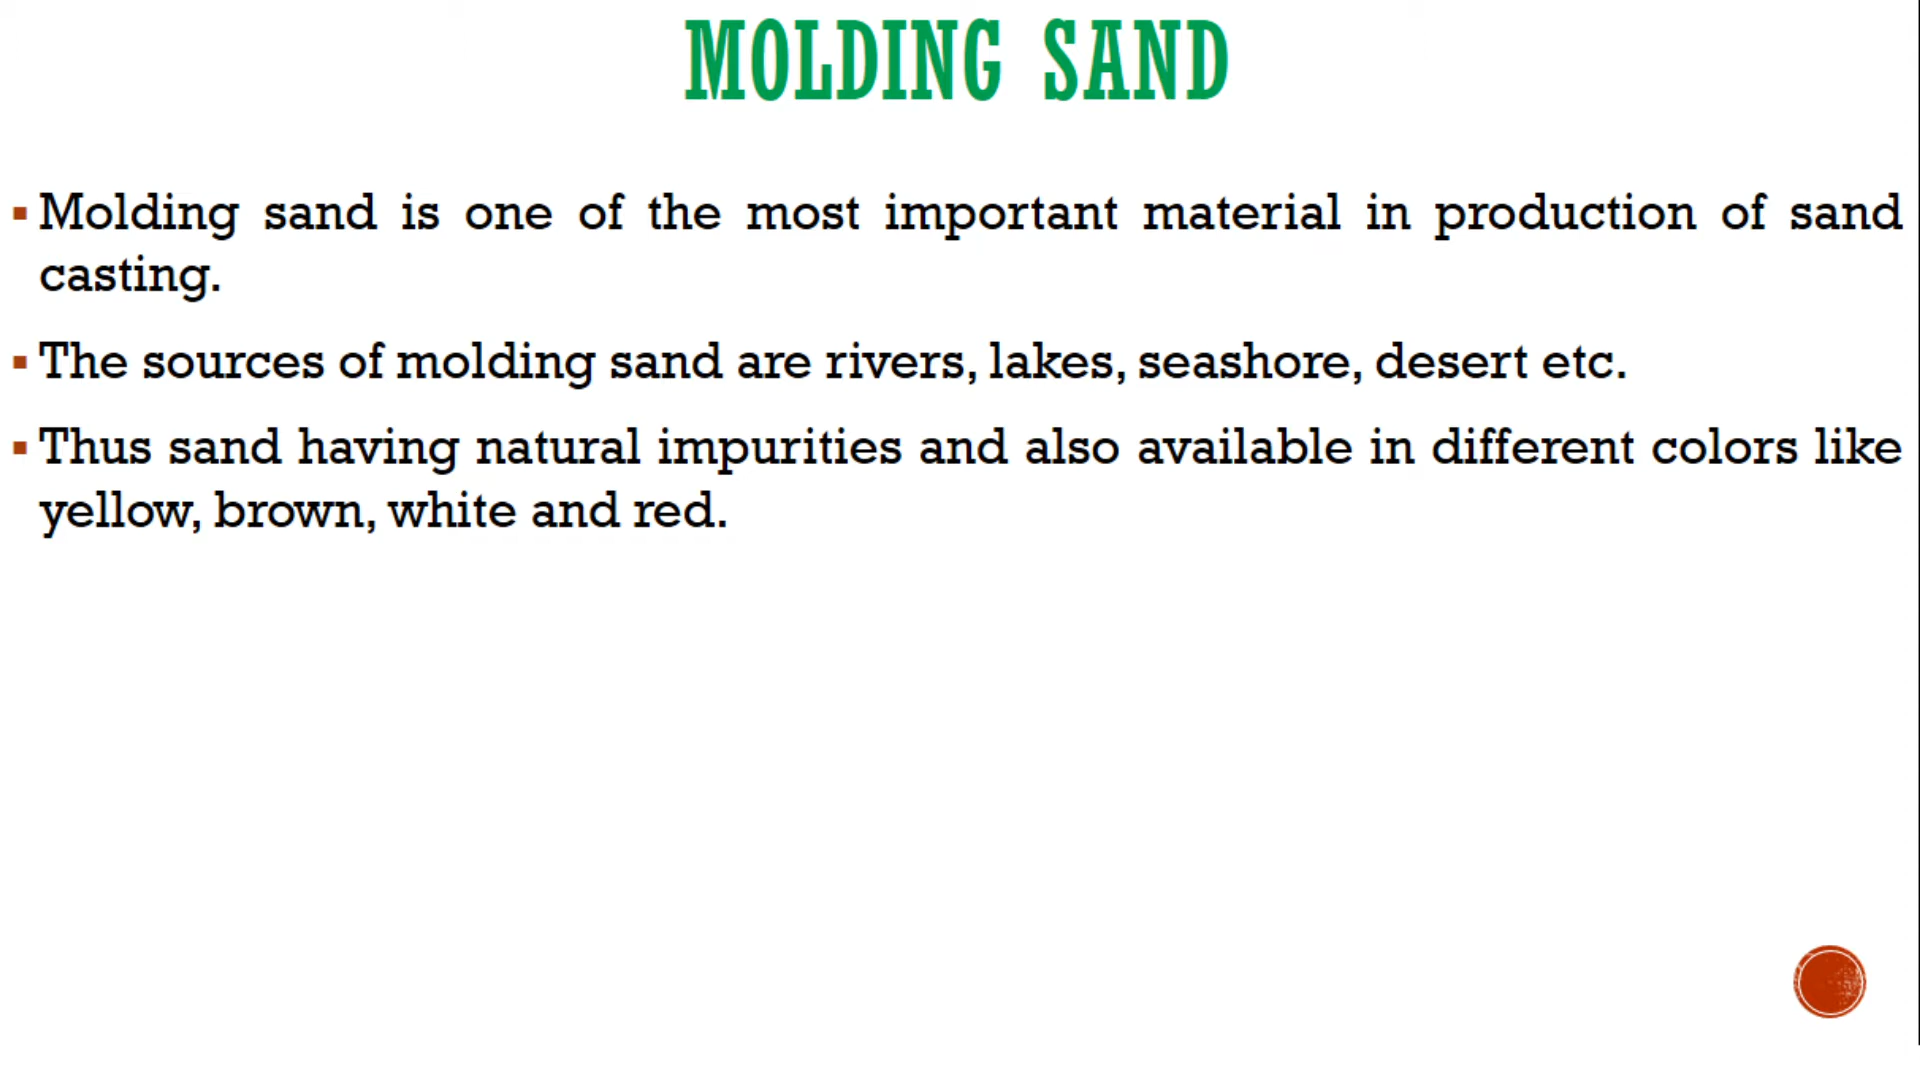 MOLDING SAND
▪ Molding sand is one of the most important material in production of sand
casting.
▪ The sources of molding sand are rivers, lakes, seashore, desert etc.
▪ Thus sand having natural impurities and also available in different colors like
yellow, brown, white and red.